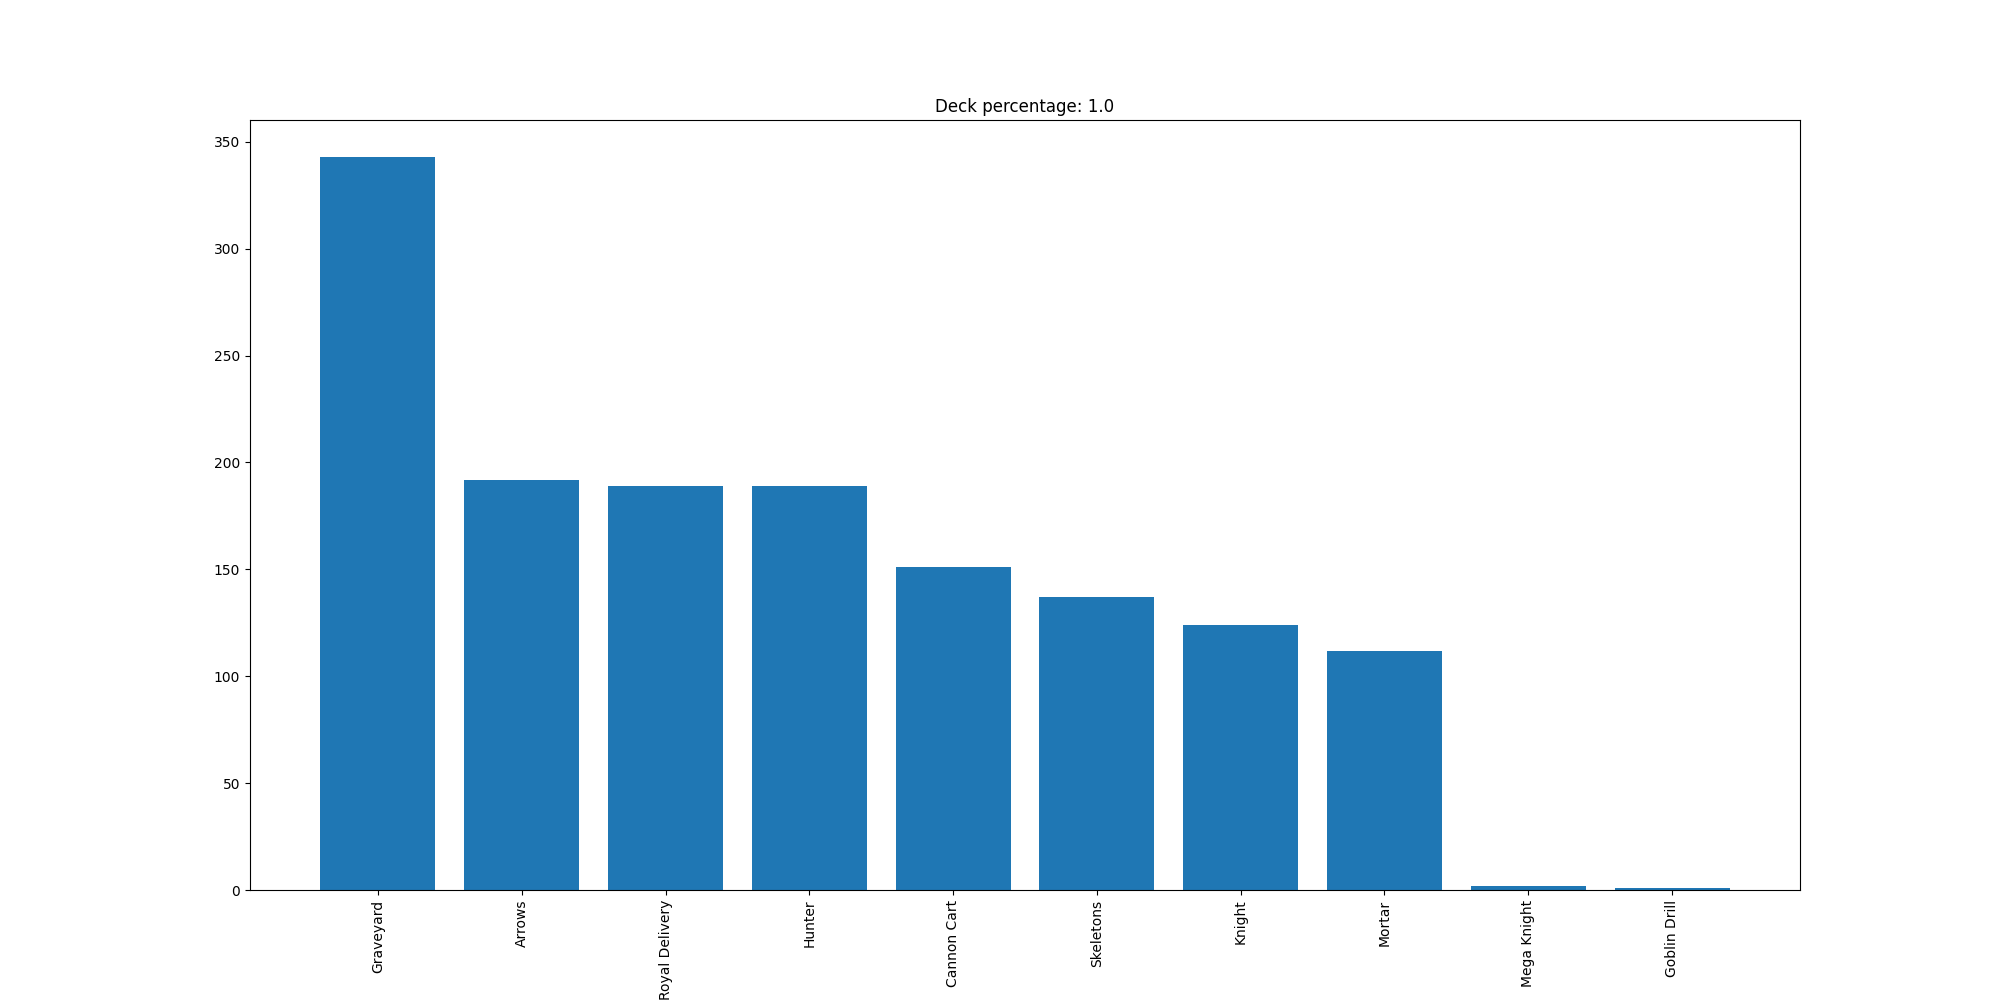 Deck percentage: 1.0
350
300
250
200
150
100
50
0
Graveyard
Arrows
Royal Delivery
Hunter
Cannon Cart
Skeletons
Knight
Mortar
Mega Knight
Goblin Drill